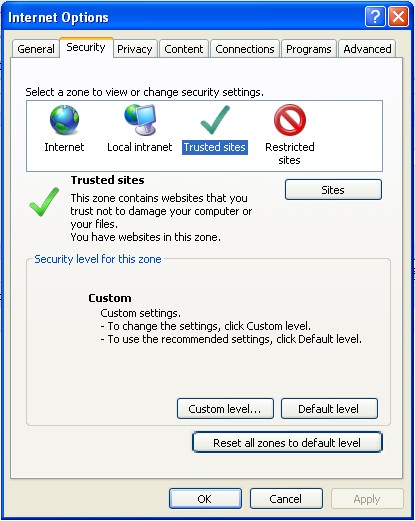 Internet Options
General Security Privacy Content Connections Programs Advanced
Select a zone to view or change security settings.
Internet Local intranet Trusted sites Restricted
sites
Trusted sites
Sites
This zone contains websites that you
trust not to damage your computer or
your files.
You have websites in this zone.
Security level for this zone
Custom
Custom settings.
- To change the settings, click Custom level.
- To use the recommended settings, click Default level.
Custom level... Default level
Reset all zones to default level
OK Cancel Apply